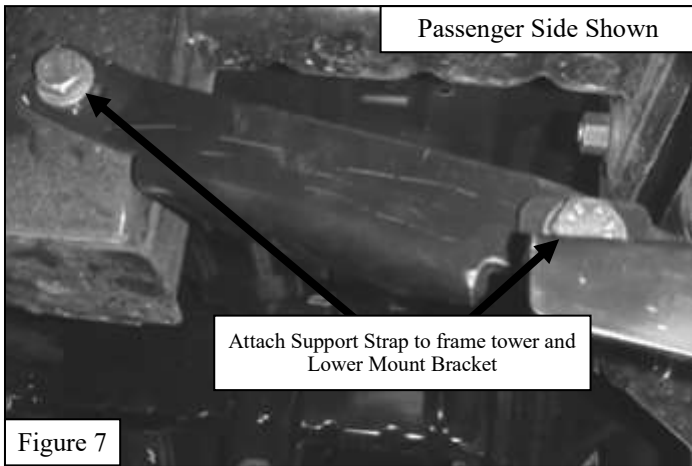 Passenger Side Shown
Attach Support Strap to frame tower and
Lower Mount Bracket
Figure 7